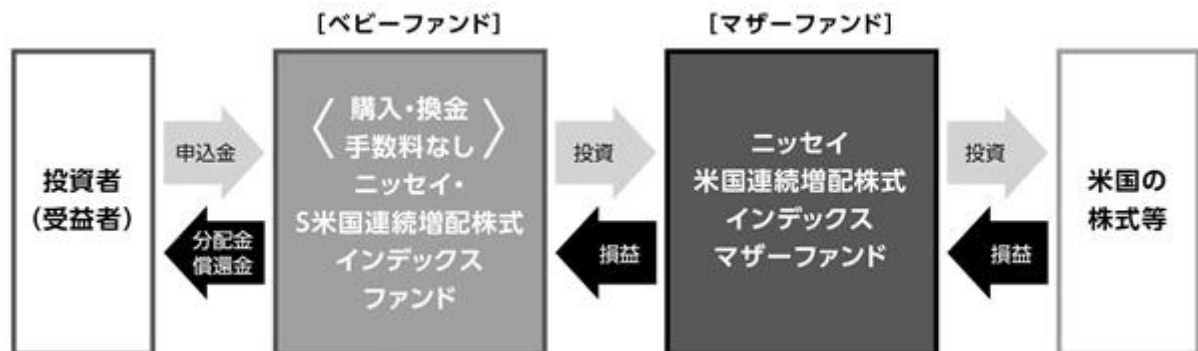 [ベビーファンド]
[マザーファンド]
投資者
(受益者)
申込金
分配金
償還金
〈購入・換金
手数料なし〉
ニッセイ・
S米国連続増配株式
インデックス
ファンド
投資
損益
ニッセイ
米国連続増配株式
インデックス
マザーファンド
投資
損益
米国の
株式等